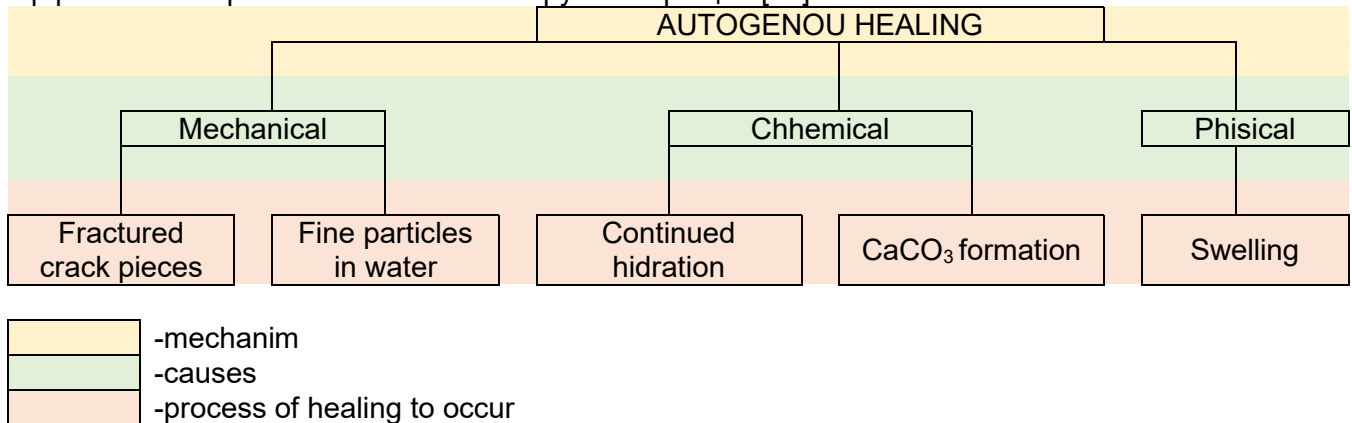 AUTOGENOU HEALING
Mechanical
Chhemical
Phisical
Fractured
crack pieces
Fine particles
in water
Continued
hidration
CaCO₃ formation
Swelling
-mechanim
-causes
-process of healing to occur